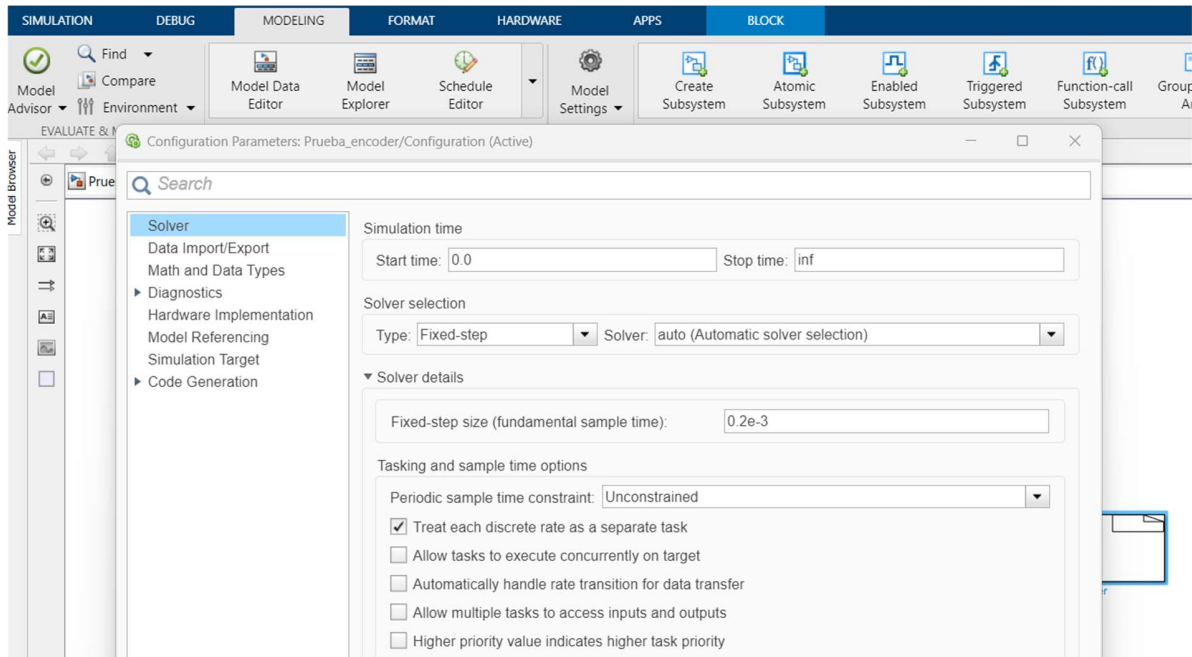 SIMULATION DEBUG MODELING FORMAT HARDWARE APPS BLOCK
Model Advisor
Find
Compare
Environment
Model Data Editor
Model Explorer
Schedule Editor
Model Settings
Create Subsystem
Atomic Subsystem
Enabled Subsystem
Triggered Subsystem
Function-call Subsystem
Group
A
EVALUATE & M
Configuration Parameters: Prueba_encoder/Configuration (Active)
Model Browser
Prue
Search
Solver
Data Import/Export
Math and Data Types
Diagnostics
Hardware Implementation
Model Referencing
Simulation Target
Code Generation
Simulation time
Start time: 0.0 Stop time: inf
Solver selection
Type: Fixed-step Solver: auto (Automatic solver selection)
Solver details
Fixed-step size (fundamental sample time): 0.2e-3
Tasking and sample time options
Periodic sample time constraint: Unconstrained
Treat each discrete rate as a separate task
Allow tasks to execute concurrently on target
Automatically handle rate transition for data transfer
Allow multiple tasks to access inputs and outputs
Higher priority value indicates higher task priority